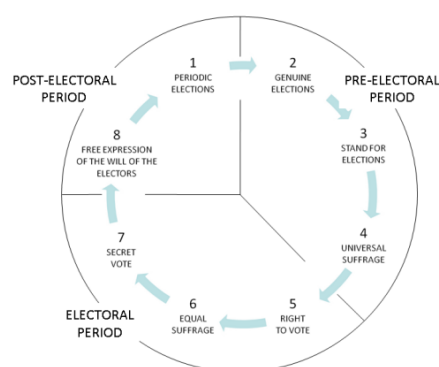 POST-ELECTORAL
PERIOD
PRE-ELECTORAL
PERIOD
ELECTORAL
PERIOD
1
PERIODIC
ELECTIONS
2
GENUINE
ELECTIONS
3
STAND FOR
ELECTIONS
4
UNIVERSAL
SUFFRAGE
5
RIGHT
TO VOTE
6
EQUAL
SUFFRAGE
7
SECRET
VOTE
8
FREE EXPRESSION
OF THE WILL OF THE
ELECTORS